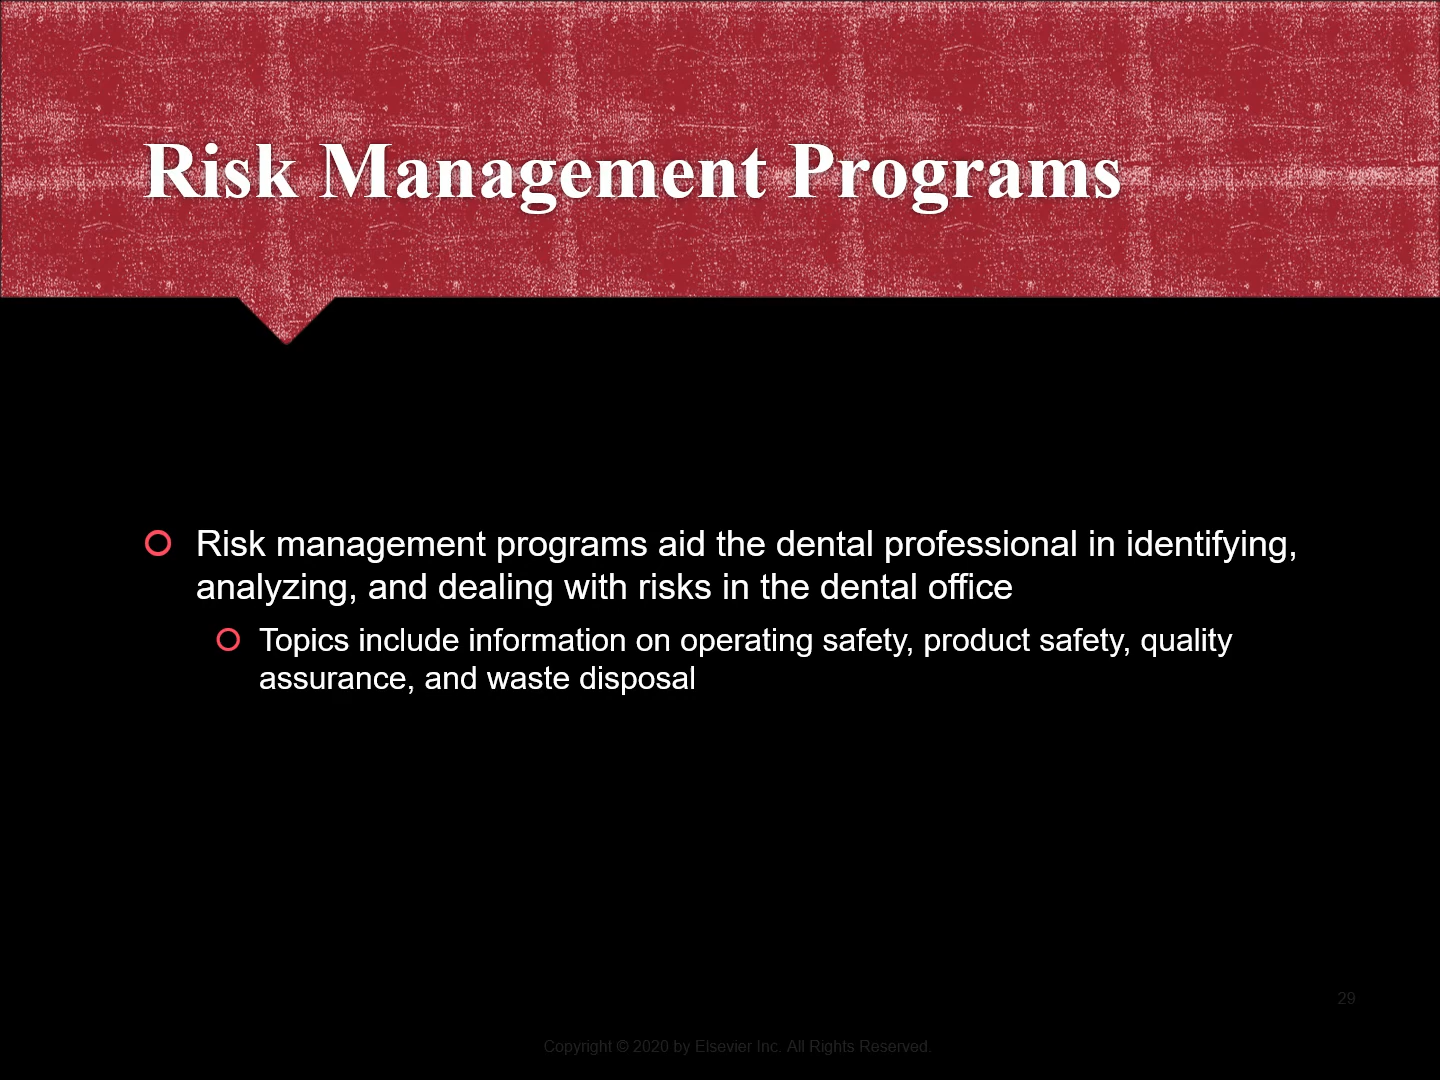 Risk Management Programs
Risk management programs aid the dental professional in identifying,
analyzing, and dealing with risks in the dental office
Topics include information on operating safety, product safety, quality
assurance, and waste disposal
29
Copyright © 2020 by Elsevier Inc. All Rights Reserved.